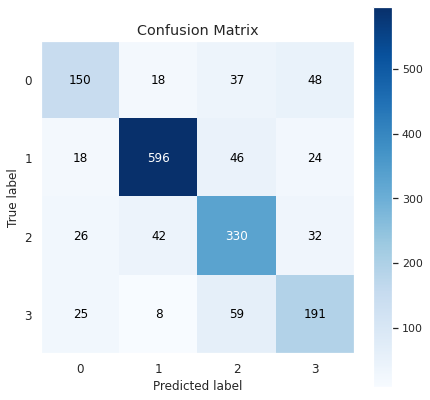 Confusion Matrix
True label
0 150 18 37 48
1 18 596 46 24
2 26 42 330 32
3 25 8 59 191
0 1 2 3
Predicted label
500
400
300
200
100